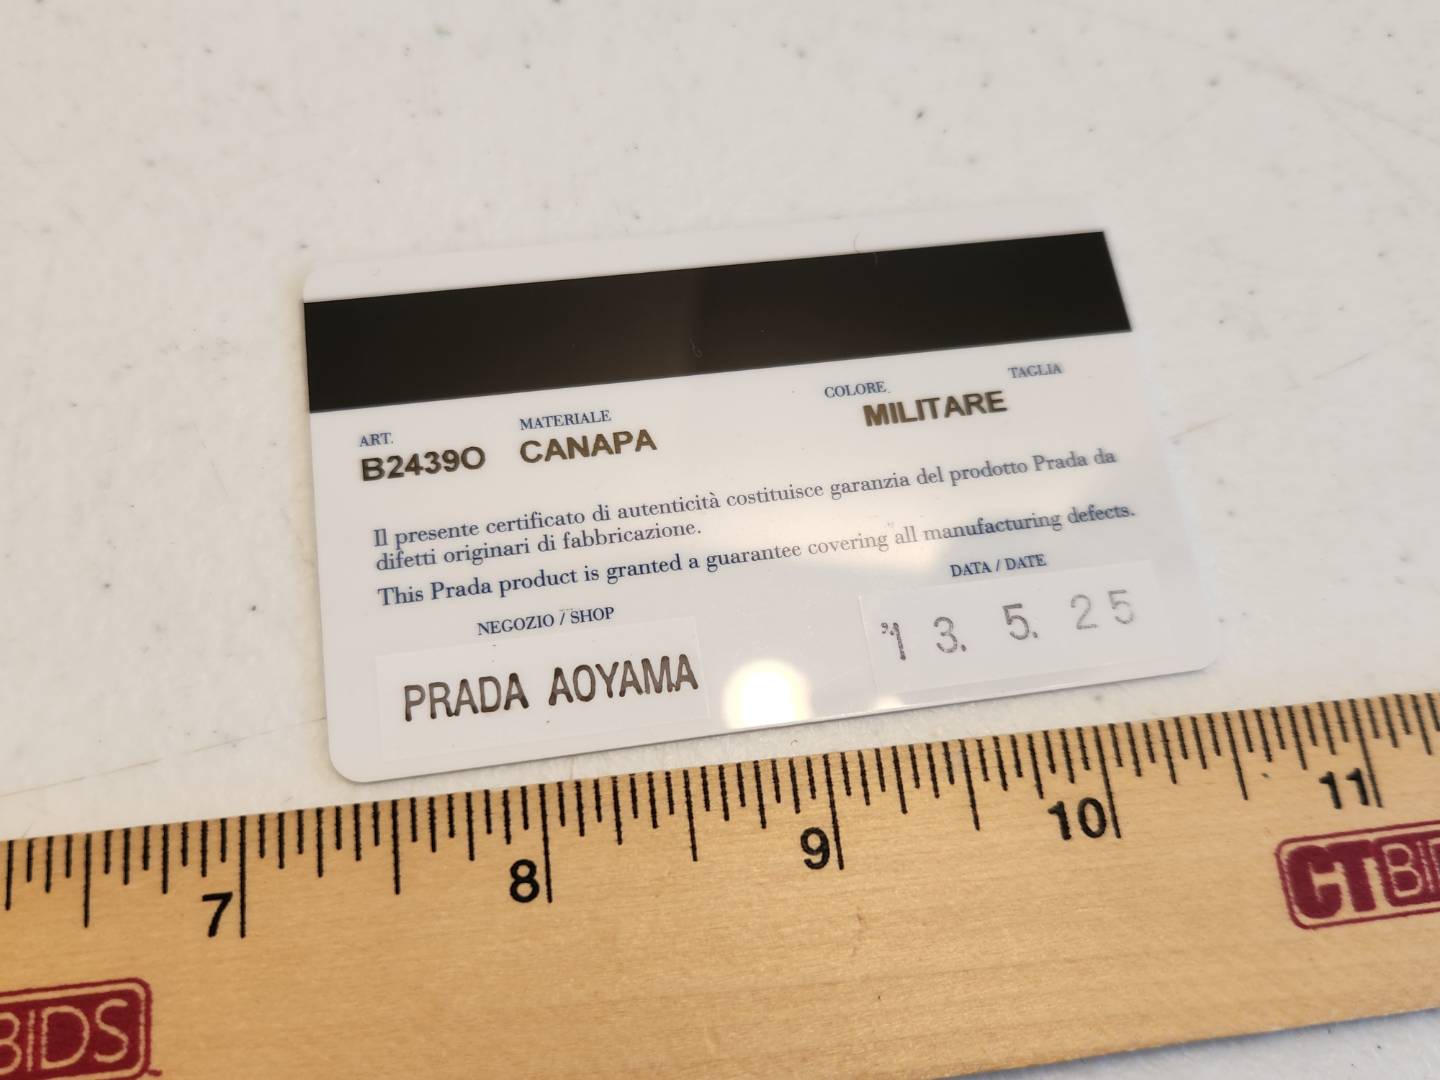 ART.
B2439O
MATERIALE
CANAPA
COLORE
MILITARE
TAGLIA
Il presente certificato di autenticità costituisce garanzia del prodotto Prada da
difetti originari di fabbricazione.
This Prada product is granted a guarantee covering all manufacturing defects.
NEGOZIO / SHOP
PRADA AOYAMA
DATA / DATE
'13. 5. 25
7 8 9 10 11
BIDS
CTBI